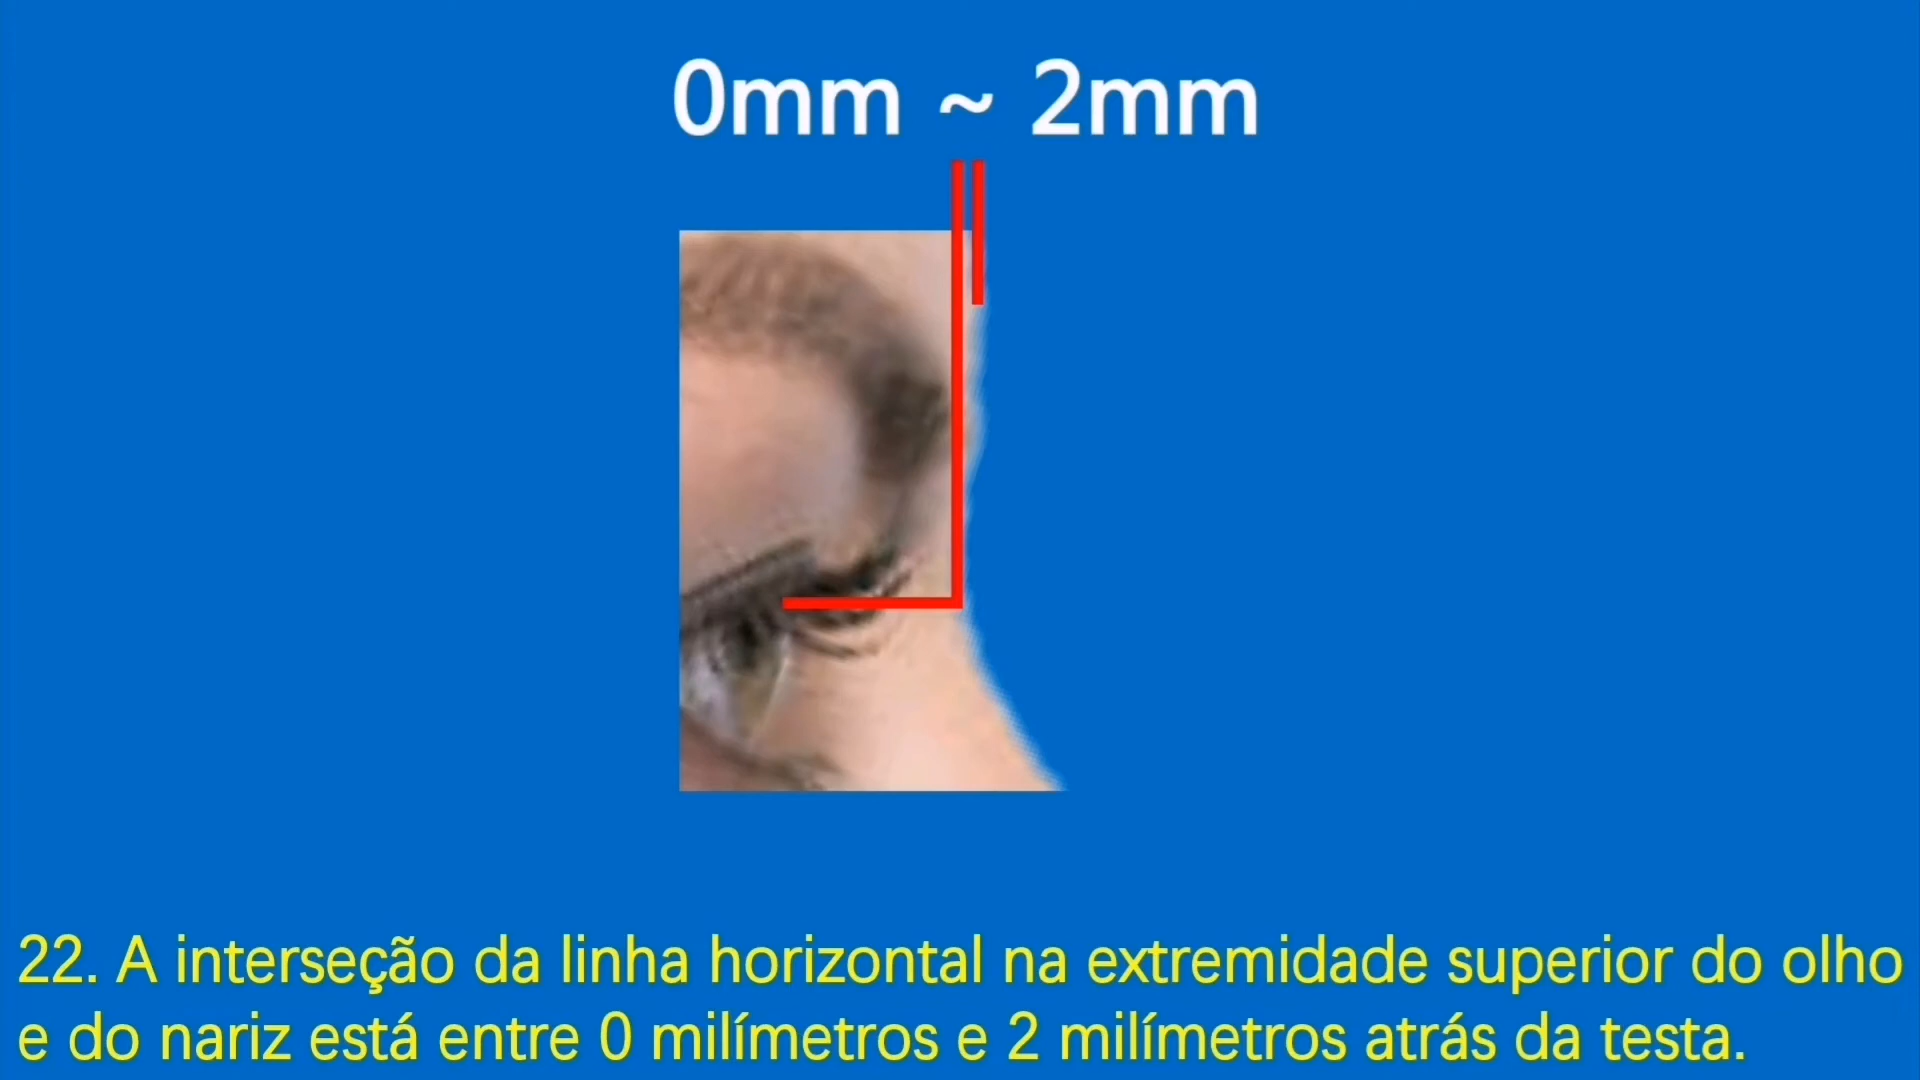 0mm ~ 2mm
22. A interseção da linha horizontal na extremidade superior do olho
e do nariz está entre 0 milímetros e 2 milímetros atrás da testa.